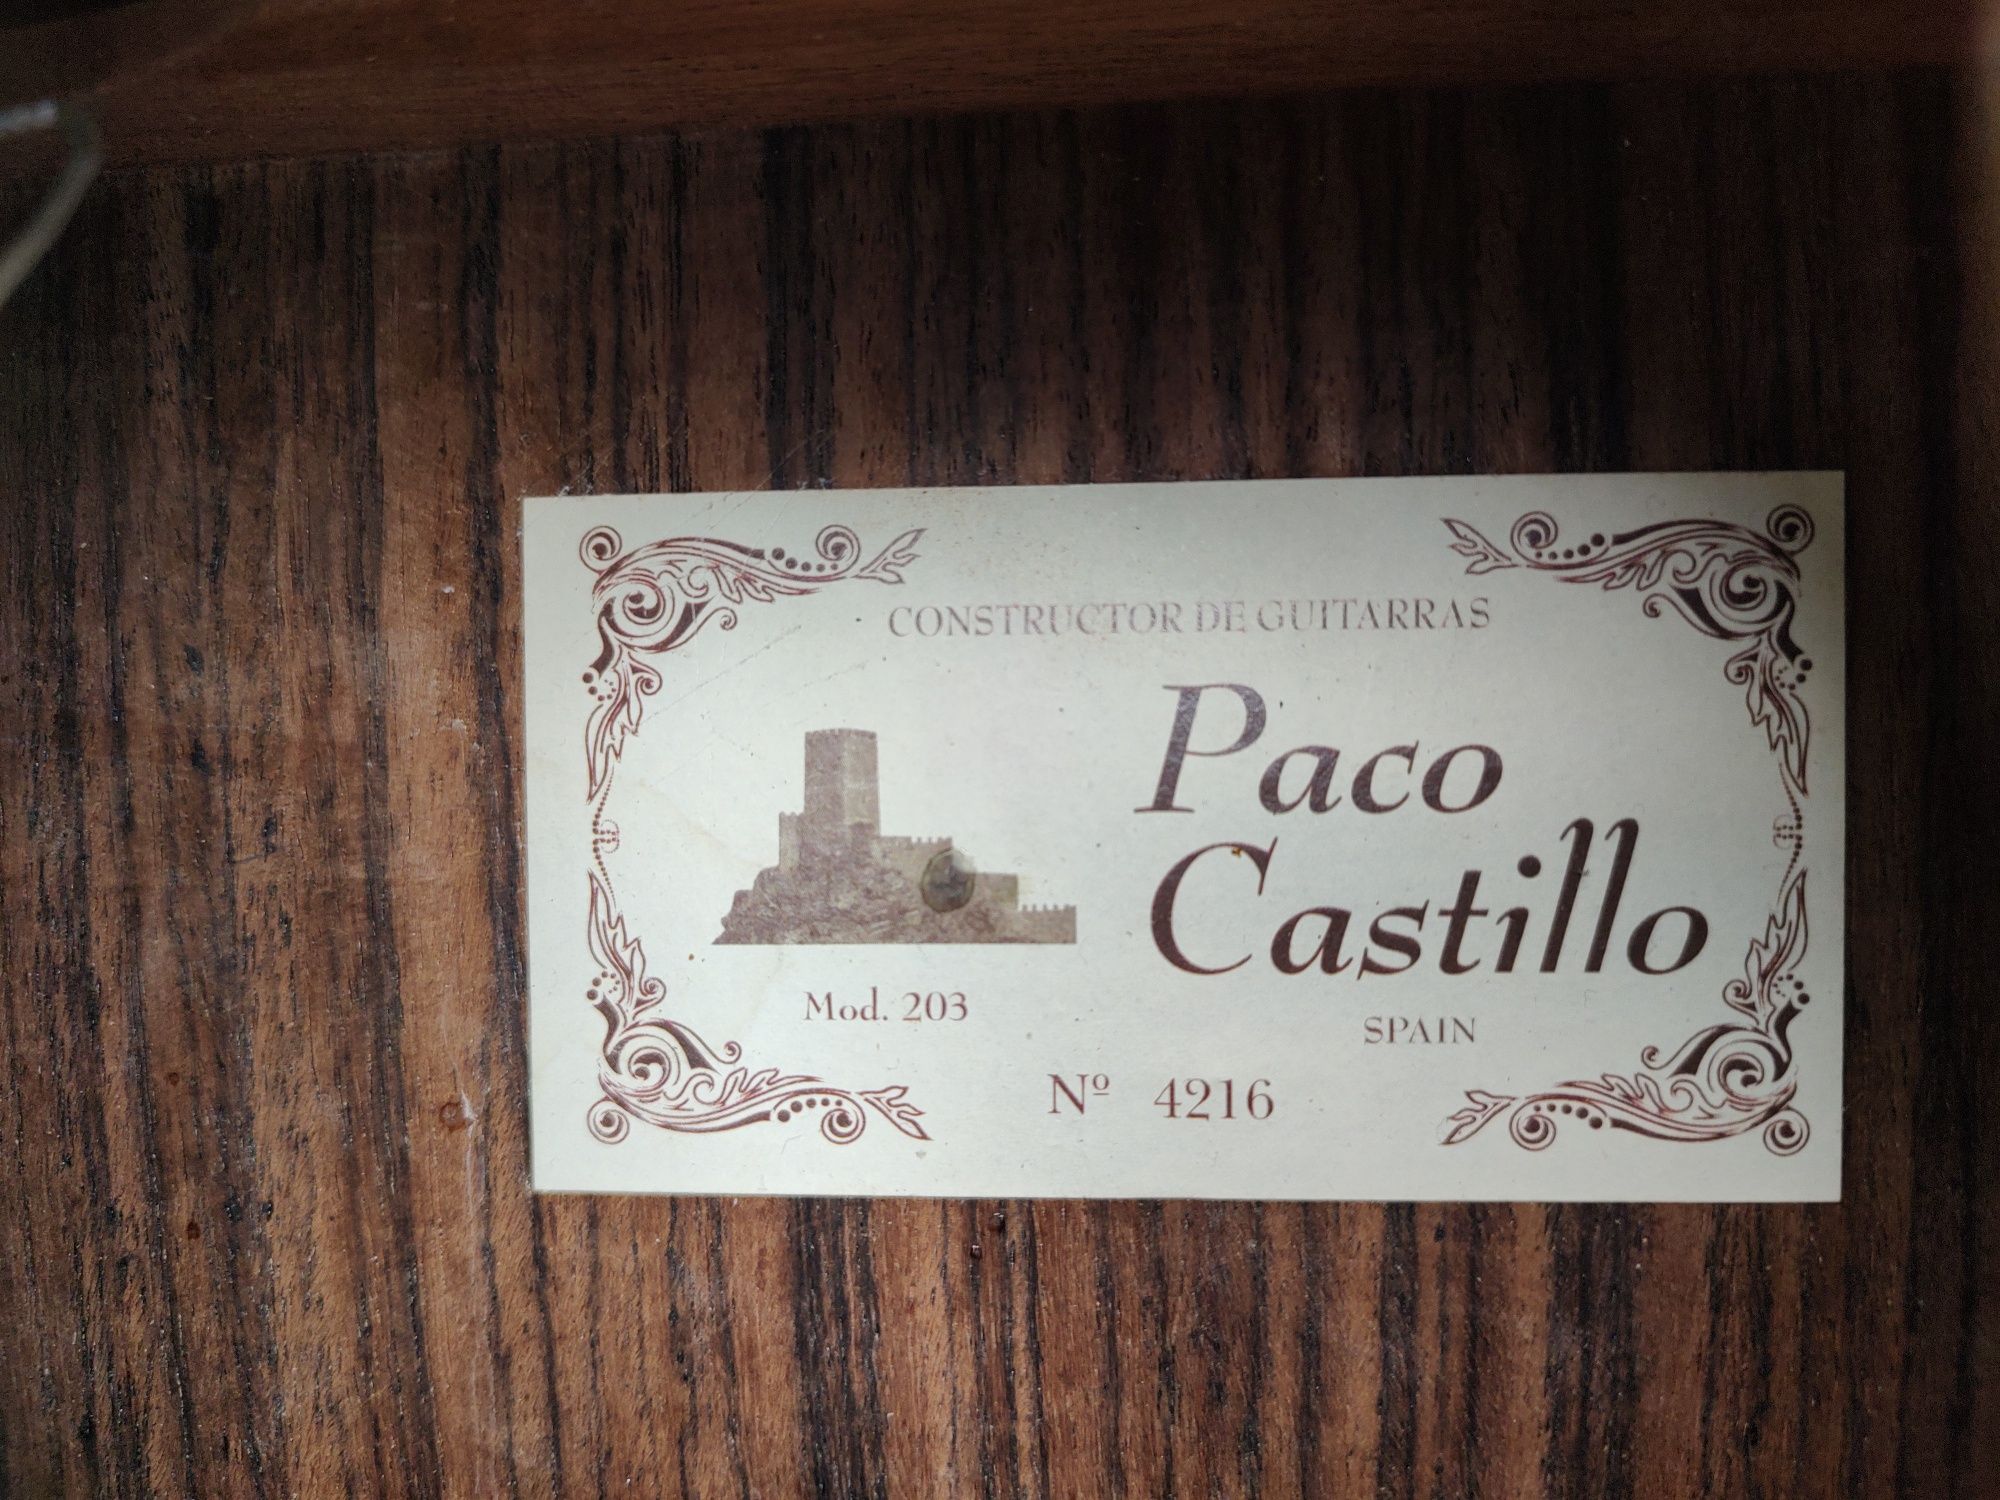 CONSTRUCTOR DE GUITARRAS
Paco
Castillo
Mod. 203
SPAIN
Nº 4216